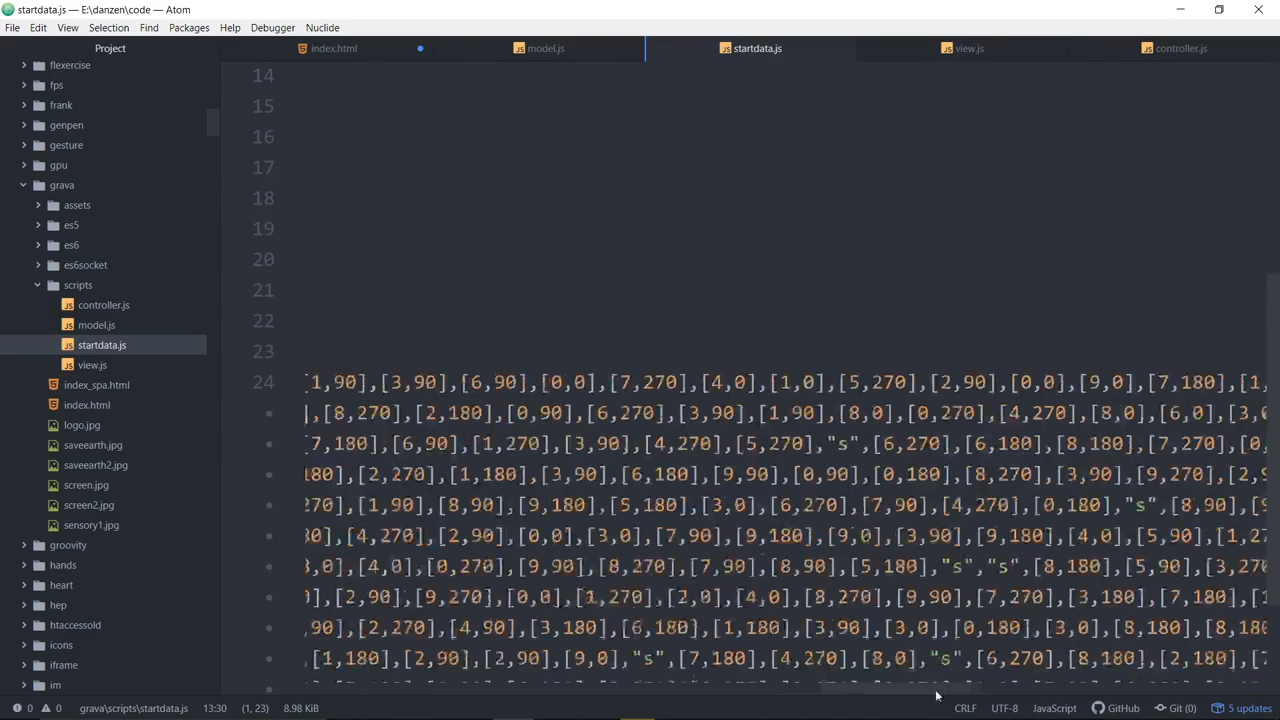 startdata.js — E:\danzen\code — Atom
File Edit View Selection Find Packages Help Debugger Nuclide
Project
index.html
model.js
startdata.js
view.js
controller.js
flexercise
fps
frank
genpen
gesture
gpu
grava
assets
es5
es6
es6socket
scripts
controller.js
model.js
startdata.js
view.js
index_spa.html
index.html
logo.jpg
saveearth.jpg
saveearth2.jpg
screen.jpg
screen2.jpg
sensory1.jpg
groovity
hands
heart
hep
htaccessold
icons
iframe
im
14
15
16
17
18
19
20
21
22
23
24 [1,90],[3,90],[6,90],[0,0],[7,270],[4,0],[1,0],[5,270],[2,90],[0,0],[9,0],[7,180],[1,
],[8,270],[2,180],[0,90],[6,270],[3,90],[1,90],[8,0],[0,270],[4,270],[8,0],[6,0],[3,0
[7,180],[6,90],[1,270],[3,90],[4,270],[5,270],"s",[6,270],[6,180],[8,180],[7,270],[0,
180],[2,270],[1,180],[3,90],[6,180],[9,90],[0,90],[0,180],[8,270],[3,90],[9,270],[2,9
270],[1,90],[8,90],[9,180],[5,180],[3,0],[6,270],[7,90],[4,270],[0,180],"s",[8,90],[9
90],[4,270],[2,90],[0,0],[3,0],[7,90],[9,180],[9,0],[3,90],[9,180],[4,0],[5,90],[1,27
,0],[4,0],[0,270],[9,90],[8,270],[7,90],[8,90],[5,180],"s","s",[8,180],[5,90],[3,270
],[2,90],[9,270],[0,0],[1,270],[2,0],[4,0],[8,270],[9,90],[7,270],[3,180],[7,180],[1
,90],[2,270],[4,90],[3,180],[6,180],[1,180],[3,90],[3,0],[0,180],[3,0],[8,180],[8,180
[1,180],[2,90],[2,90],[9,0],"s",[7,180],[4,270],[8,0],"s",[6,270],[8,180],[2,180],[7
0 0 grava\scripts\startdata.js 13:30 (1, 23) 8.98 KiB CRLF UTF-8 JavaScript GitHub Git (0) 5 updates